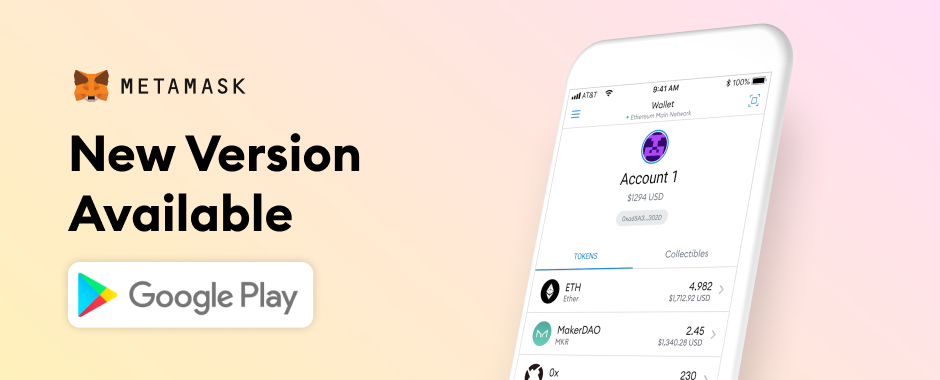 METAMASK
New Version
Available
Google Play
AT&T 9:41 AM 100%
Wallet
Ethereum Main Network
Account 1
$1294 USD
TOKENS Collectibles
ETH 4.982
Ether $1,712.92 USD
MakerDAO 2.45
MKR $1,340.28 USD
0x 230